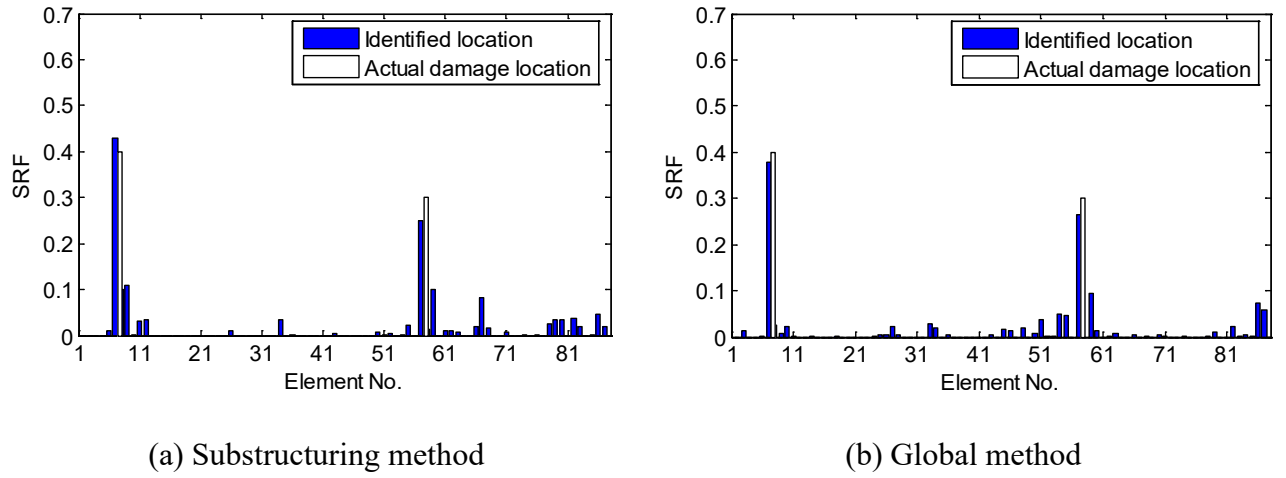 0.7
0.6
0.5
0.4
0.3
0.2
0.1
0
SRF
Identified location
Actual damage location
1 11 21 31 41 51 61 71 81
Element No.
(a) Substructuring method
0.7
0.6
0.5
0.4
0.3
0.2
0.1
0
SRF
Identified location
Actual damage location
1 11 21 31 41 51 61 71 81
Element No.
(b) Global method